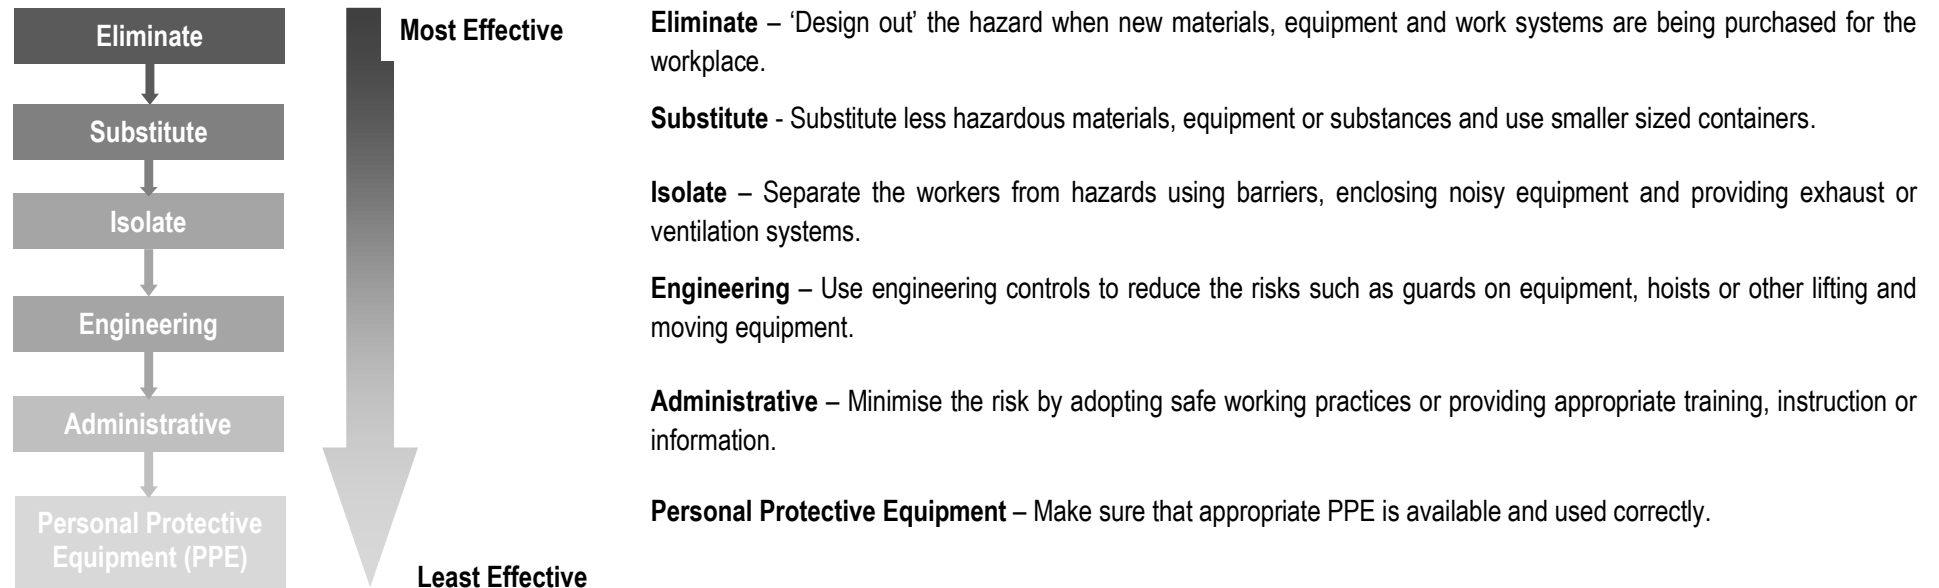 Eliminate
Substitute
Isolate
Engineering
Administrative
Personal Protective
Equipment (PPE)
Most Effective
Least Effective
Eliminate – ‘Design out’ the hazard when new materials, equipment and work systems are being purchased for the
workplace.
Substitute - Substitute less hazardous materials, equipment or substances and use smaller sized containers.
Isolate – Separate the workers from hazards using barriers, enclosing noisy equipment and providing exhaust or
ventilation systems.
Engineering – Use engineering controls to reduce the risks such as guards on equipment, hoists or other lifting and
moving equipment.
Administrative – Minimise the risk by adopting safe working practices or providing appropriate training, instruction or
information.
Personal Protective Equipment – Make sure that appropriate PPE is available and used correctly.